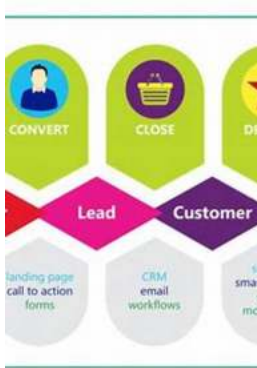 CONVERT
CLOSE
Lead
Customer
landing page
call to action
forms
CRM
email
workflows